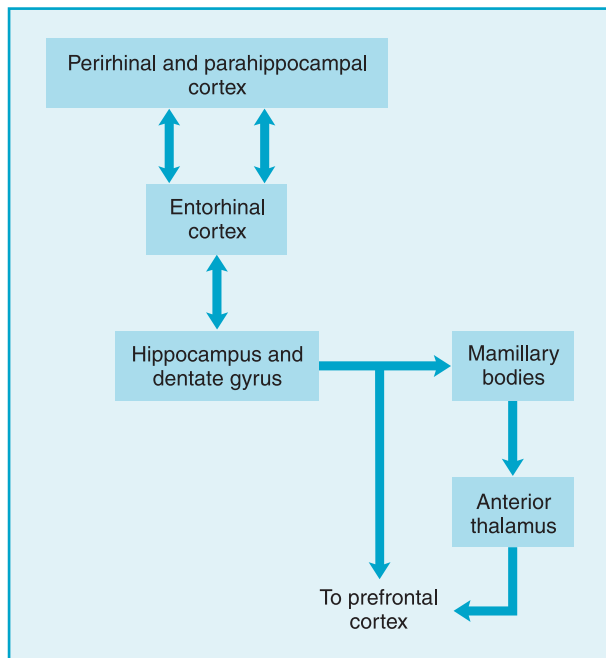 Perirhinal and parahippocampal
cortex
Entorhinal
cortex
Hippocampus and
dentate gyrus
Mamillary
bodies
Anterior
thalamus
To prefrontal
cortex